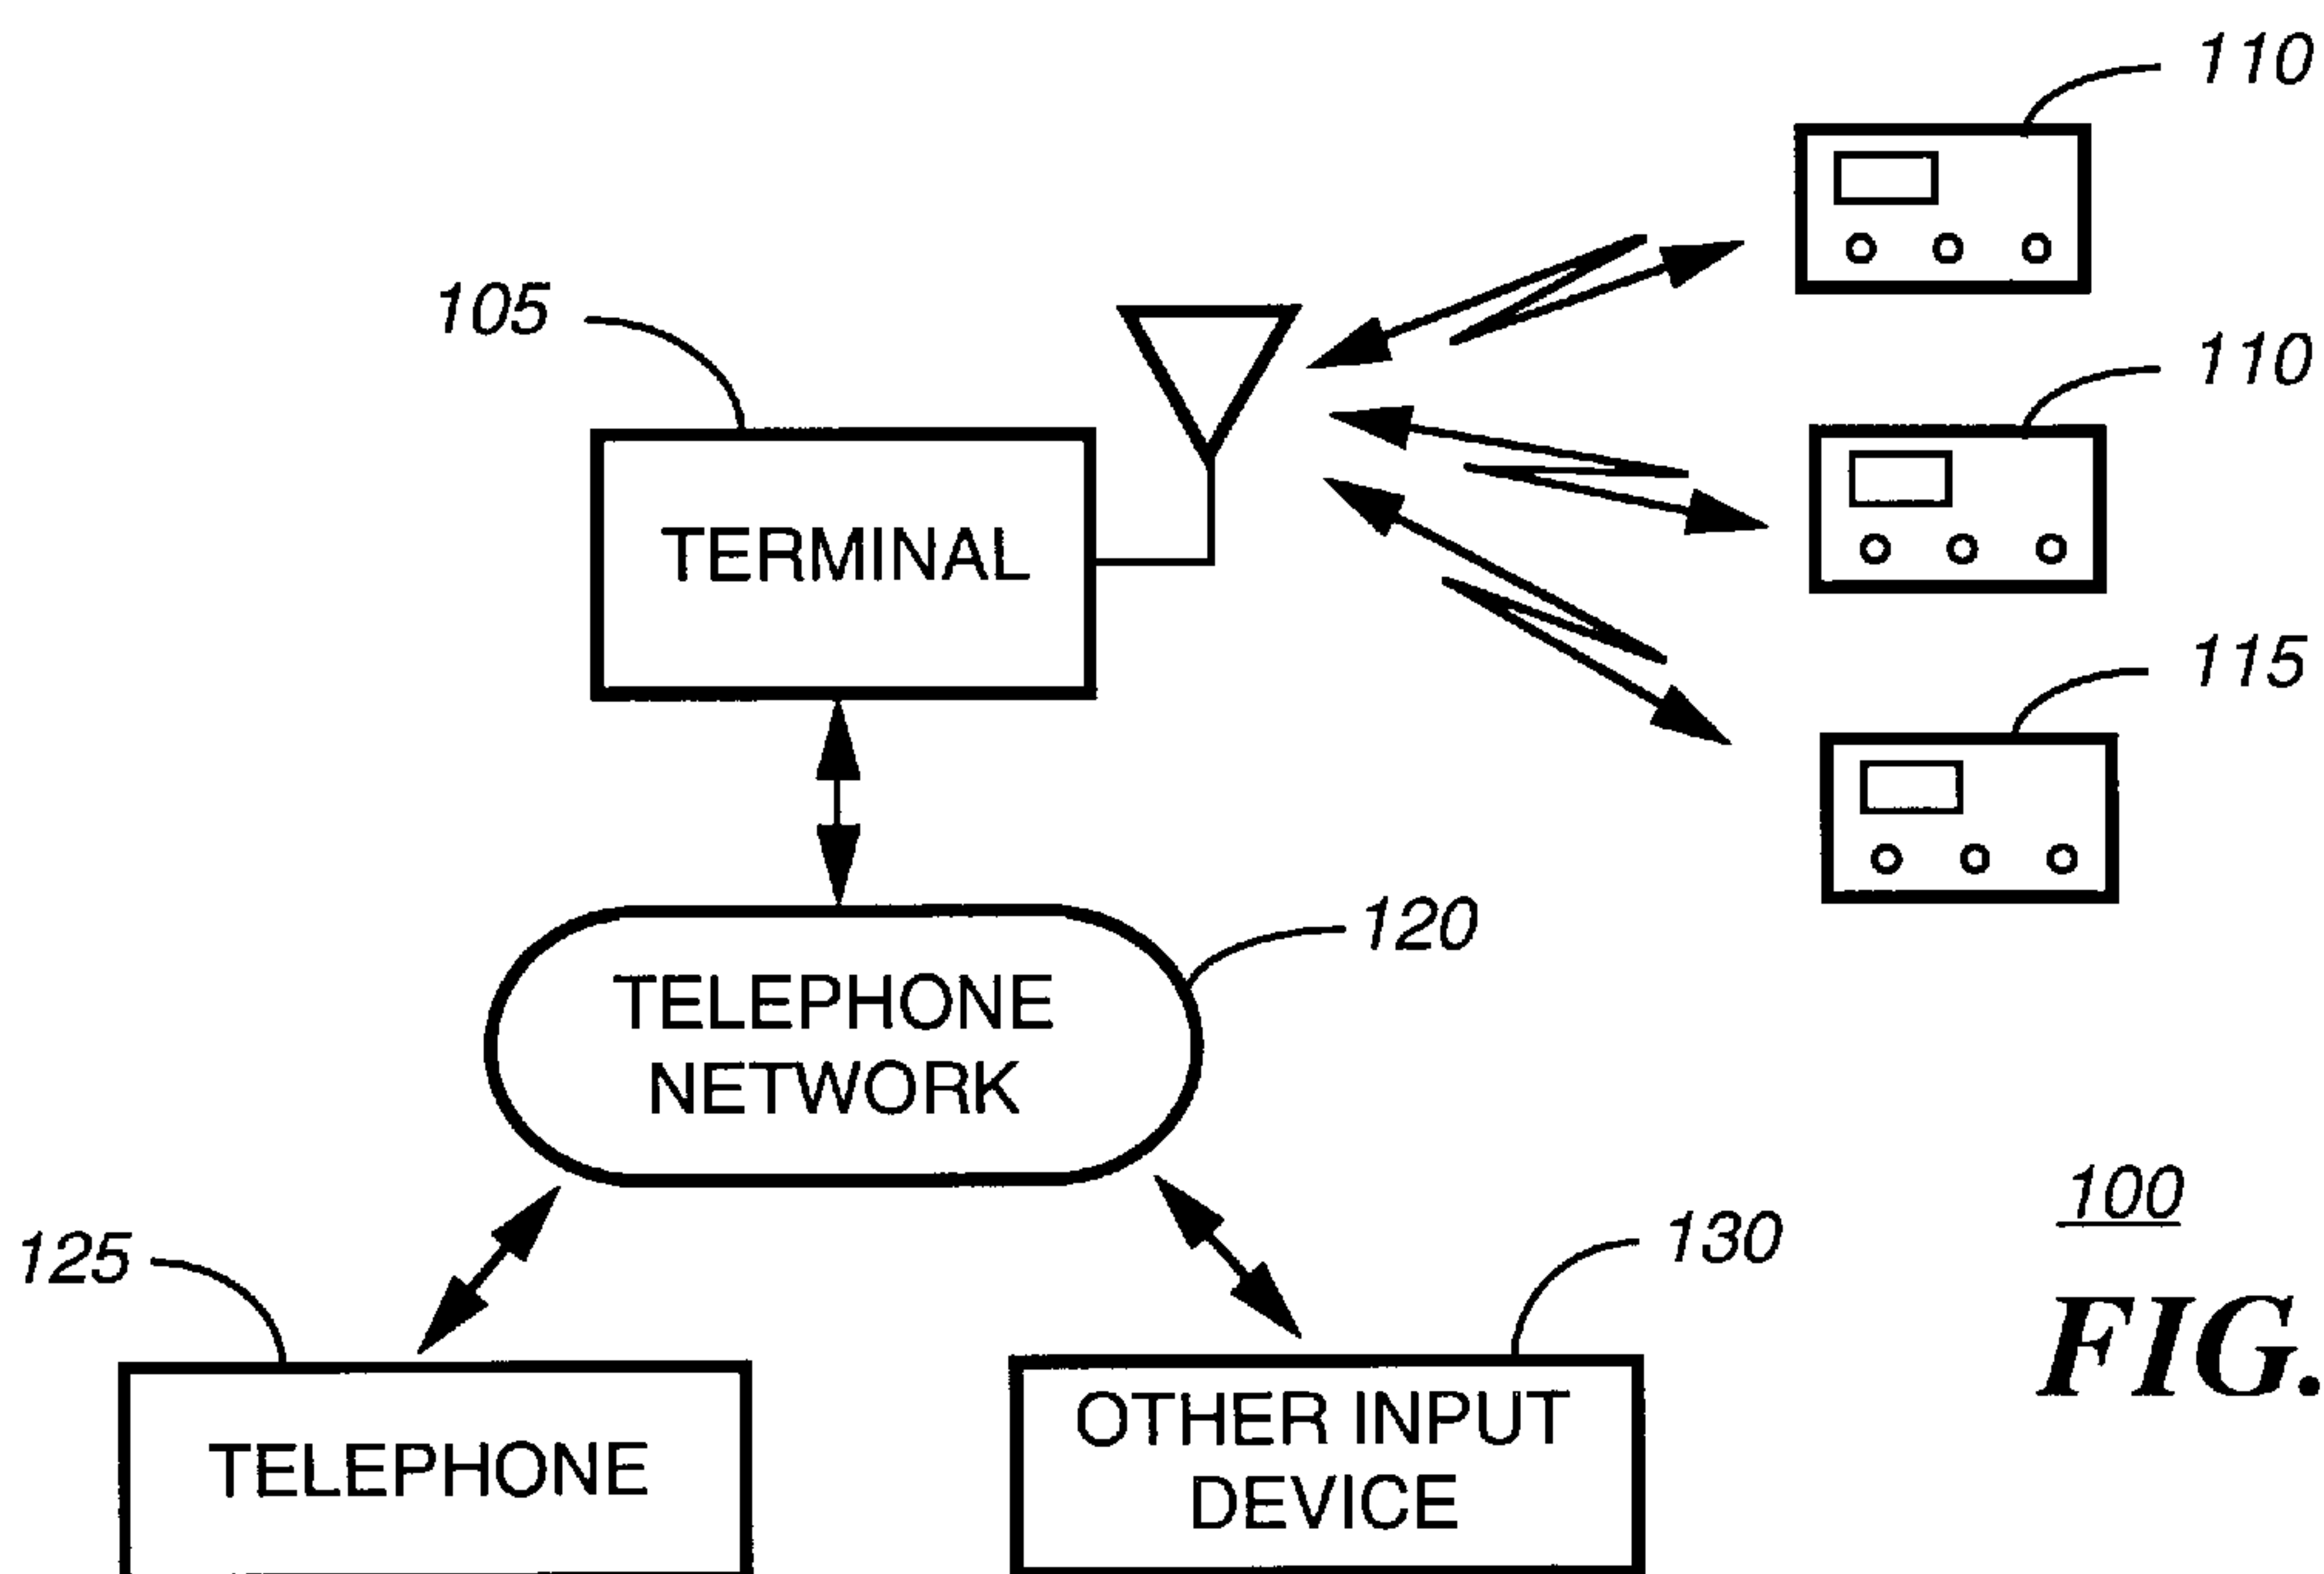 110
105
110
TERMINAL
115
120
TELEPHONE
NETWORK
100
125
130
FIG.
OTHER INPUT
TELEPHONE
DEVICE